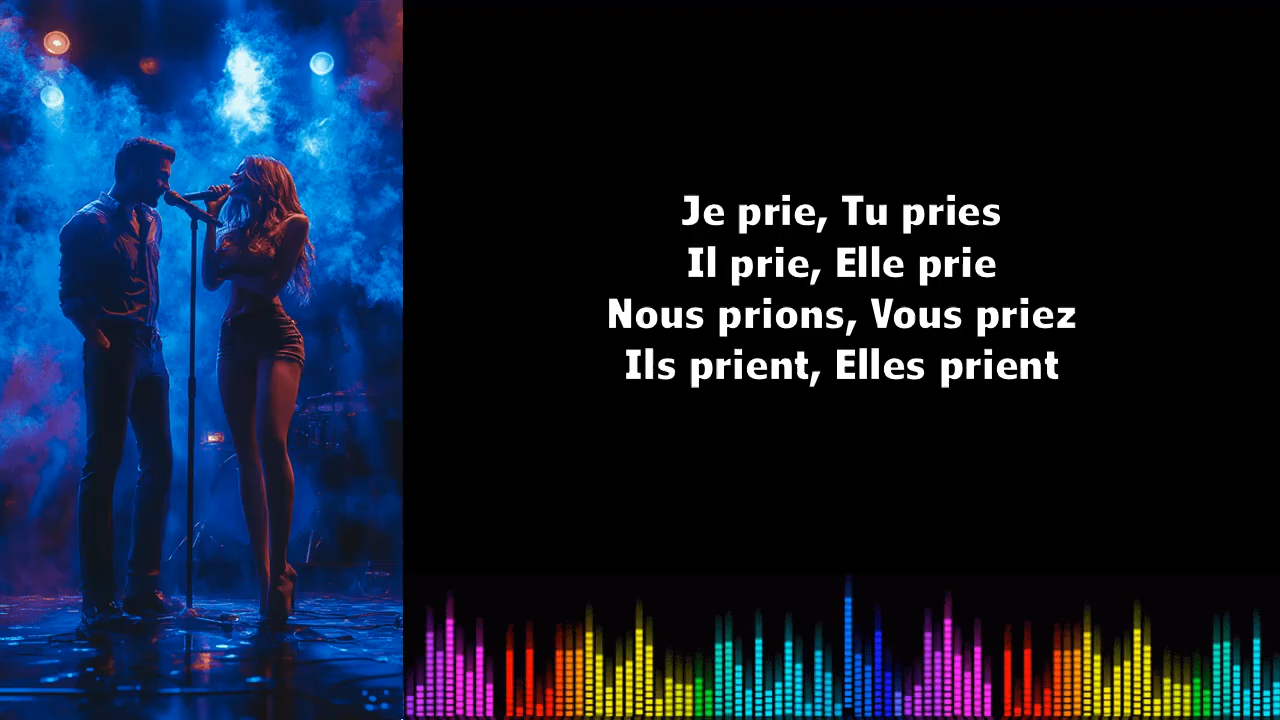 Je prie, Tu pries
Il prie, Elle prie
Nous prions, Vous priez
Ils prient, Elles prient